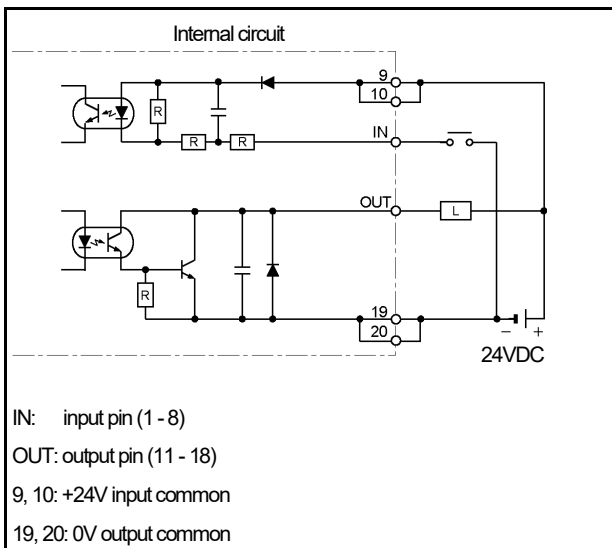 Internal circuit
9
10
R
R
R
IN
OUT
L
R
19
20
− +
24VDC
IN: input pin (1 - 8)
OUT: output pin (11 - 18)
9, 10: +24V input common
19, 20: 0V output common